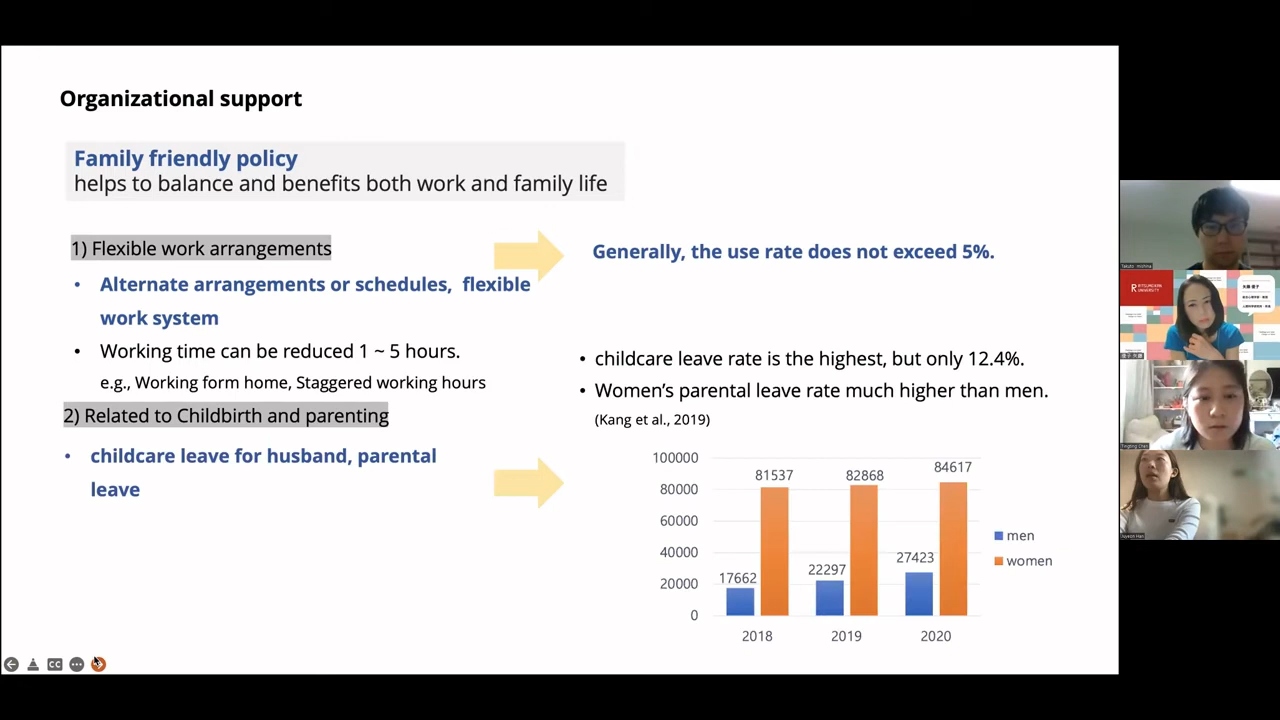 Organizational support
Family friendly policy
helps to balance and benefits both work and family life
1) Flexible work arrangements
• Alternate arrangements or schedules, flexible
work system
• Working time can be reduced 1 ~ 5 hours.
e.g., Working form home, Staggered working hours
2) Related to Childbirth and parenting
• childcare leave for husband, parental
leave
Generally, the use rate does not exceed 5%.
• childcare leave rate is the highest, but only 12.4%.
• Women’s parental leave rate much higher than men.
(Kang et al., 2019)
100000
80000
60000
40000
20000
0
17662
81537
22297
82868
27423
84617
2018
2019
2020
men
women
CC
R RITSUMEIKAN
UNIVERSITY